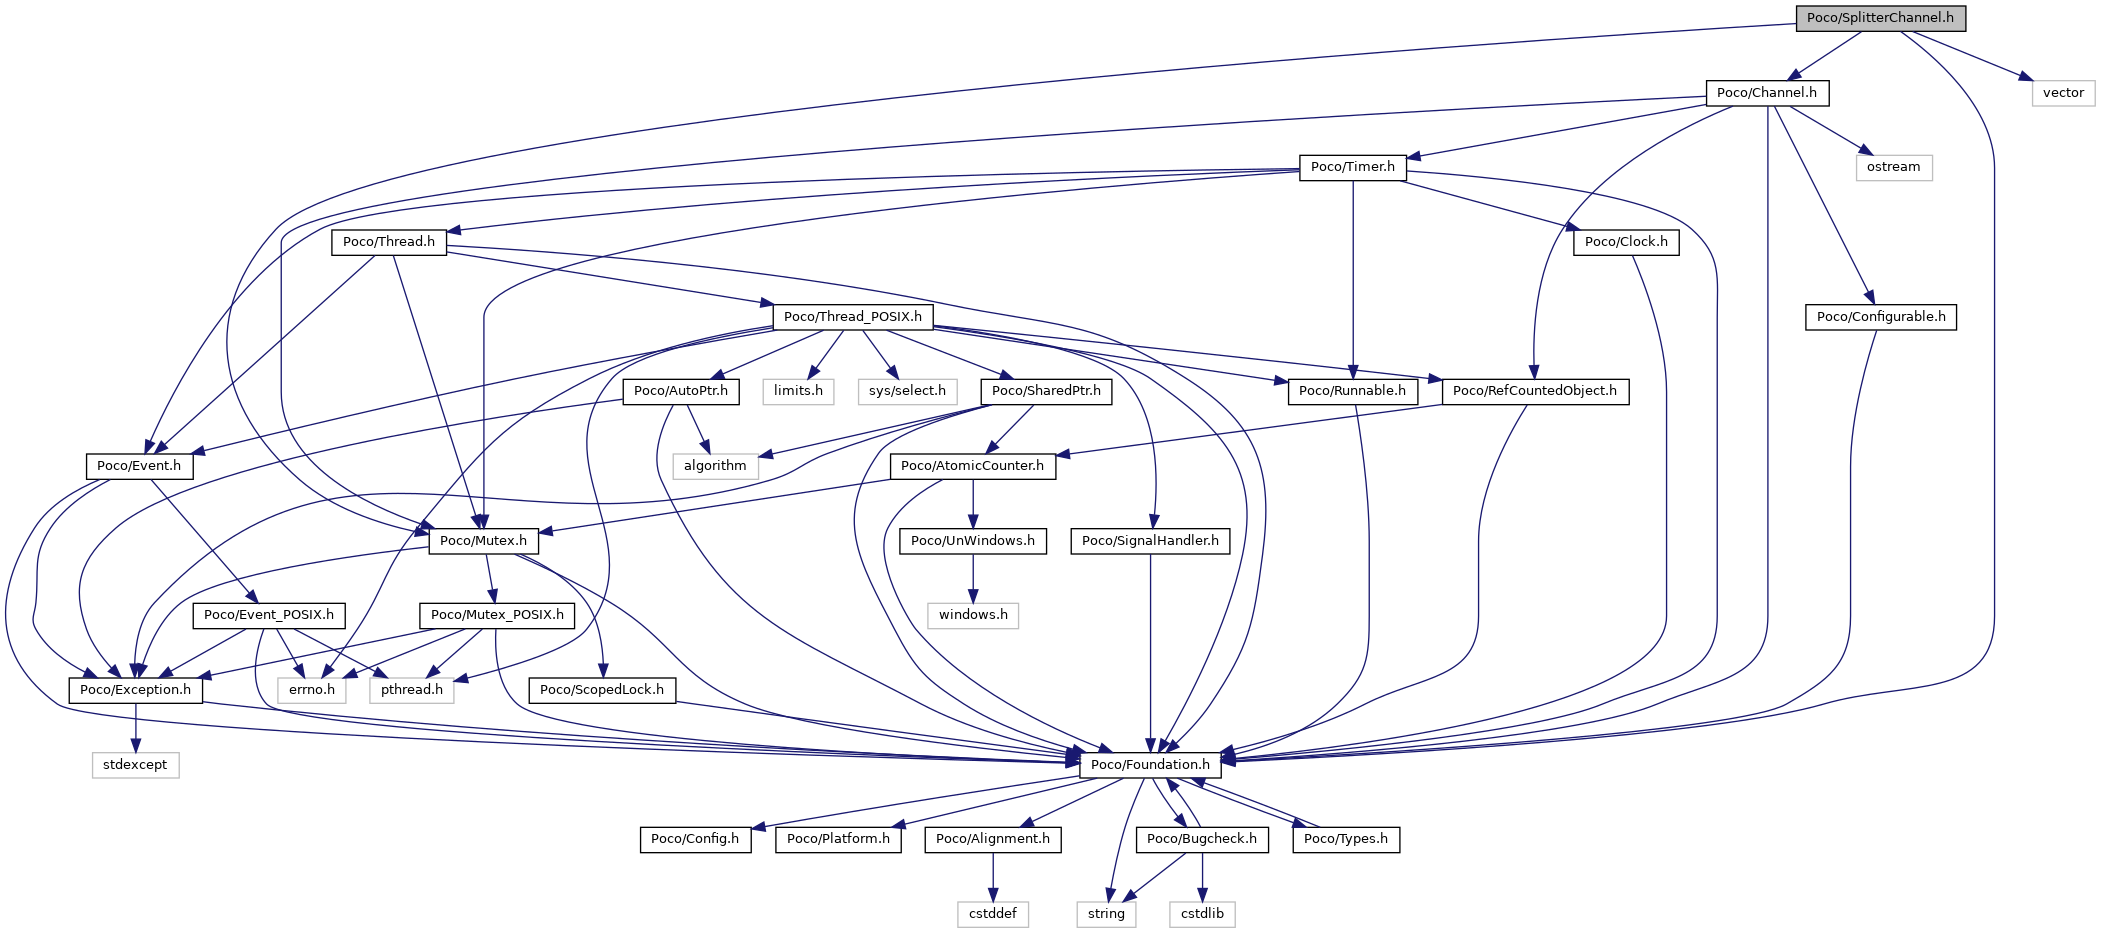 Poco/SplitterChannel.h
Poco/Channel.h
vector
Poco/Timer.h
ostream
Poco/Thread.h
Poco/Clock.h
Poco/Thread_POSIX.h
Poco/Configurable.h
Poco/AutoPtr.h
limits.h
sys/select.h
Poco/SharedPtr.h
Poco/Runnable.h
Poco/RefCountedObject.h
Poco/Event.h
algorithm
Poco/AtomicCounter.h
Poco/Mutex.h
Poco/UnWindows.h
Poco/SignalHandler.h
Poco/Event_POSIX.h
Poco/Mutex_POSIX.h
windows.h
Poco/Exception.h
errno.h
pthread.h
Poco/ScopedLock.h
stdexcept
Poco/Foundation.h
Poco/Config.h
Poco/Platform.h
Poco/Alignment.h
Poco/Bugcheck.h
Poco/Types.h
cstddef
string
cstdlib